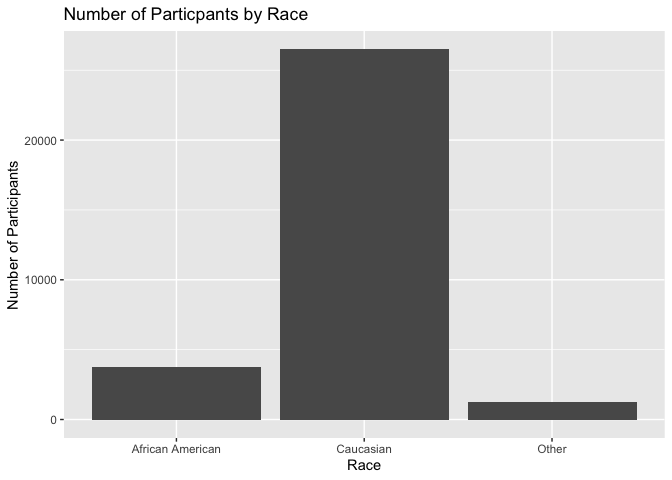 Number of Particpants by Race
Number of Participants
20000
10000
0
African American Caucasian Other
Race